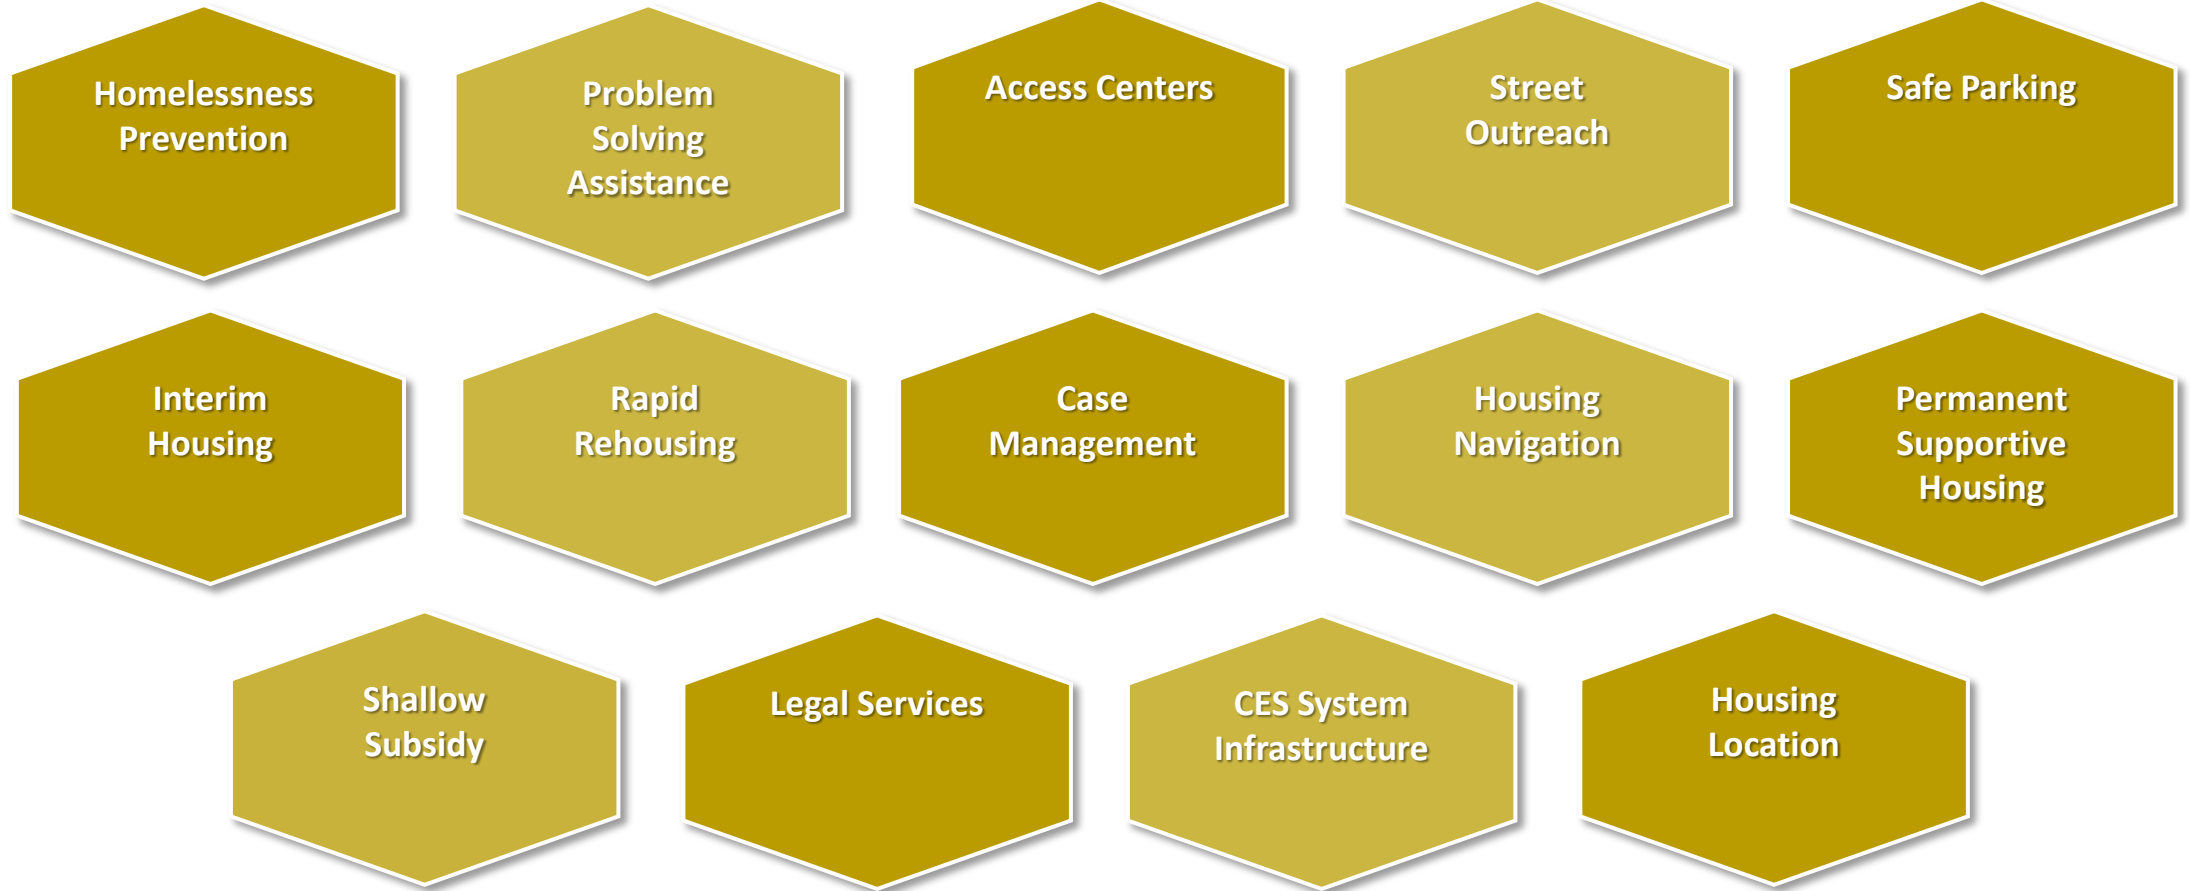 Homelessness
Prevention
Problem
Solving
Assistance
Access Centers
Street
Outreach
Safe Parking
Interim
Housing
Rapid
Rehousing
Case
Management
Housing
Navigation
Permanent
Supportive
Housing
Shallow
Subsidy
Legal Services
CES System
Infrastructure
Housing
Location